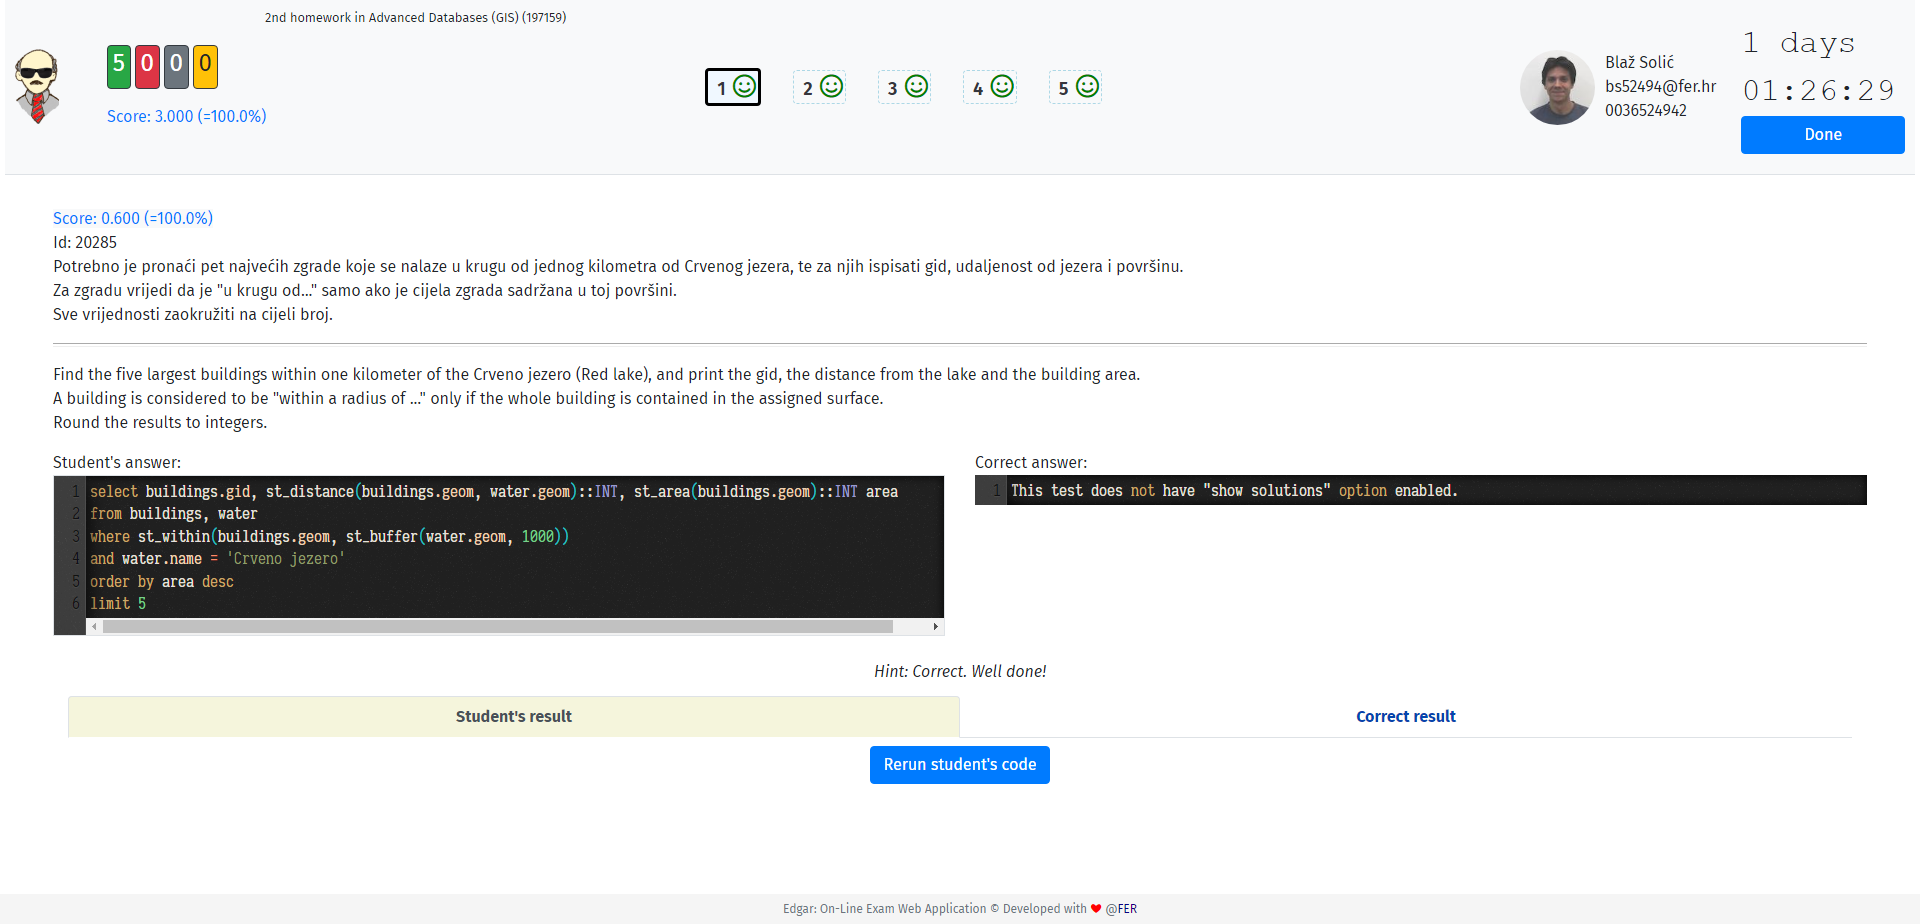 2nd homework in Advanced Databases (GIS) (197159)
5 0 0 0
Score: 3.000 (=100.0%)
1 2 3 4 5
Blaž Solić
bs52494@fer.hr
0036524942
1 days
01:26:29
Done
Score: 0.600 (=100.0%)
Id: 20285
Potrebno je pronaći pet najvećih zgrade koje se nalaze u krugu od jednog kilometra od Crvenog jezera, te za njih ispisati gid, udaljenost od jezera i površinu.
Za zgradu vrijedi da je "u krugu od..." samo ako je cijela zgrada sadržana u toj površini.
Sve vrijednosti zaokružiti na cijeli broj.
Find the five largest buildings within one kilometer of the Crveno jezero (Red lake), and print the gid, the distance from the lake and the building area.
A building is considered to be "within a radius of ..." only if the whole building is contained in the assigned surface.
Round the results to integers.
Student's answer:
1 select buildings.gid, st_distance(buildings.geom, water.geom)::INT, st_area(buildings.geom)::INT area
2 from buildings, water
3 where st_within(buildings.geom, st_buffer(water.geom, 1000))
4 and water.name = 'Crveno jezero'
5 order by area desc
6 limit 5
Correct answer:
1 This test does not have "show solutions" option enabled.
Hint: Correct. Well done!
Student's result
Correct result
Rerun student's code
Edgar: On-Line Exam Web Application © Developed with ❤ @FER